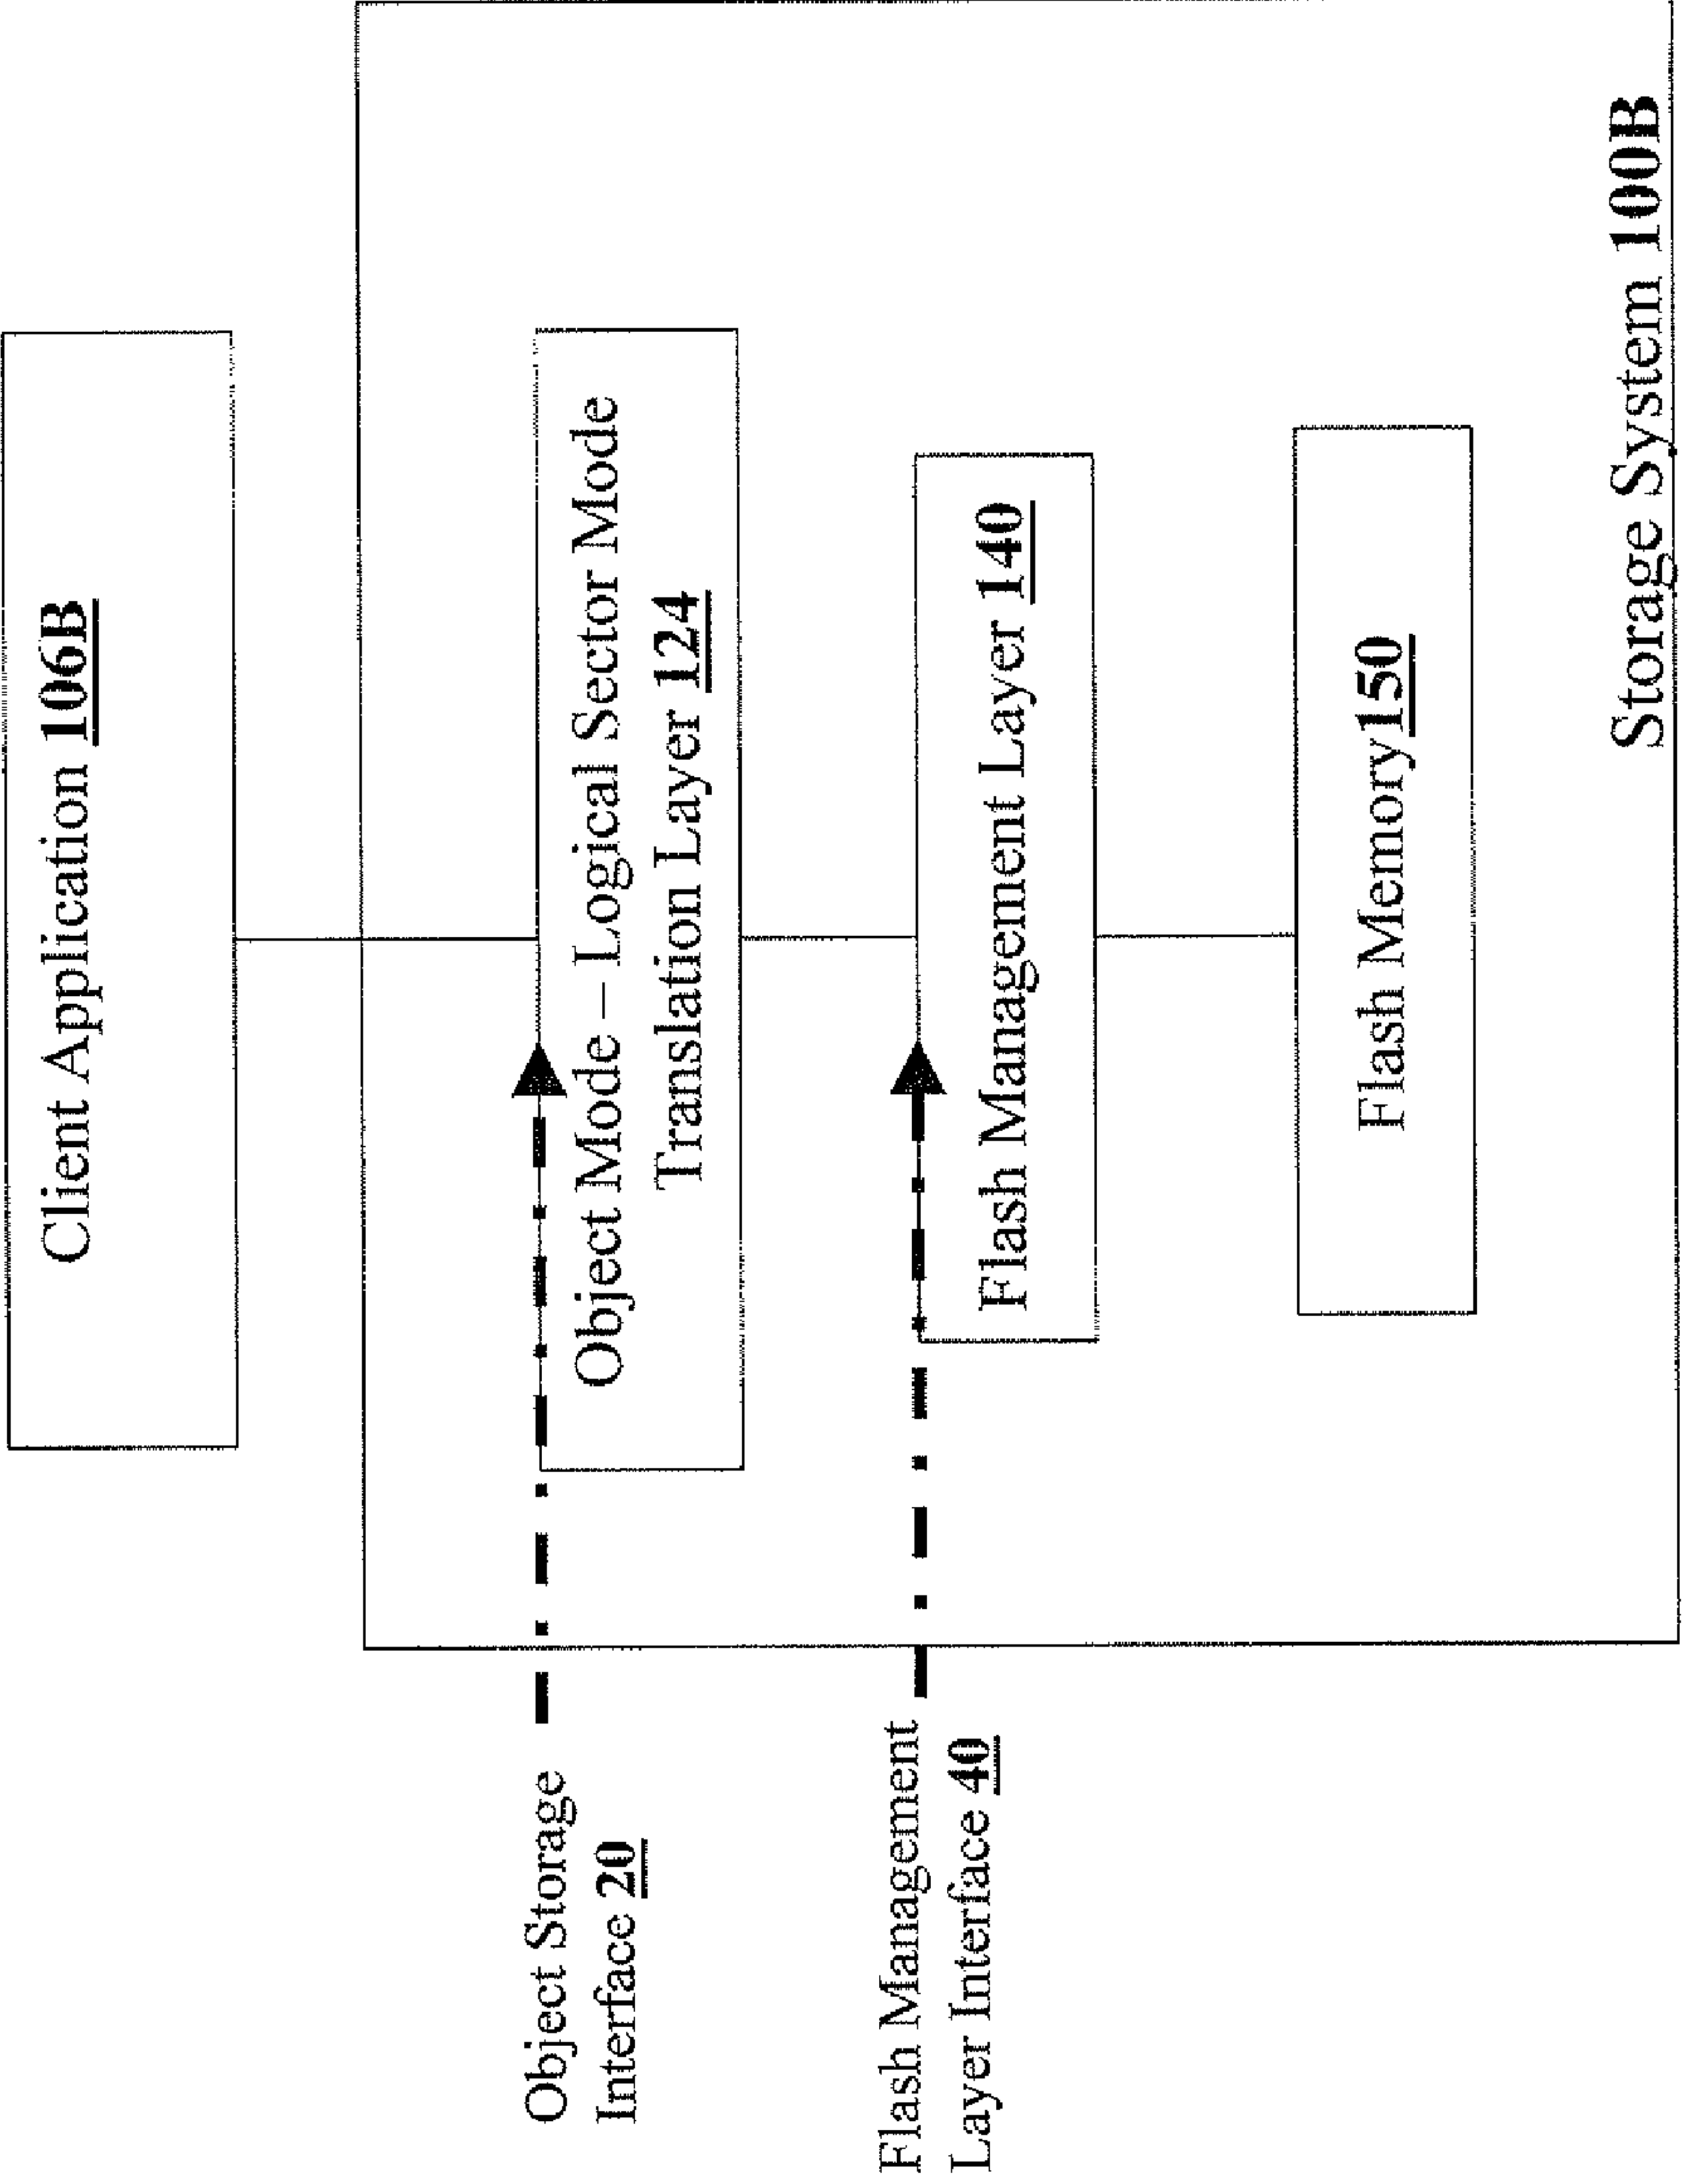 Client Application 106B
Object Mode – Logical Sector Mode
Translation Layer 124
Object Storage
Interface 20
Flash Management Layer 140
Flash Management
Layer Interface 40
Flash Memory150
Storage System 100B